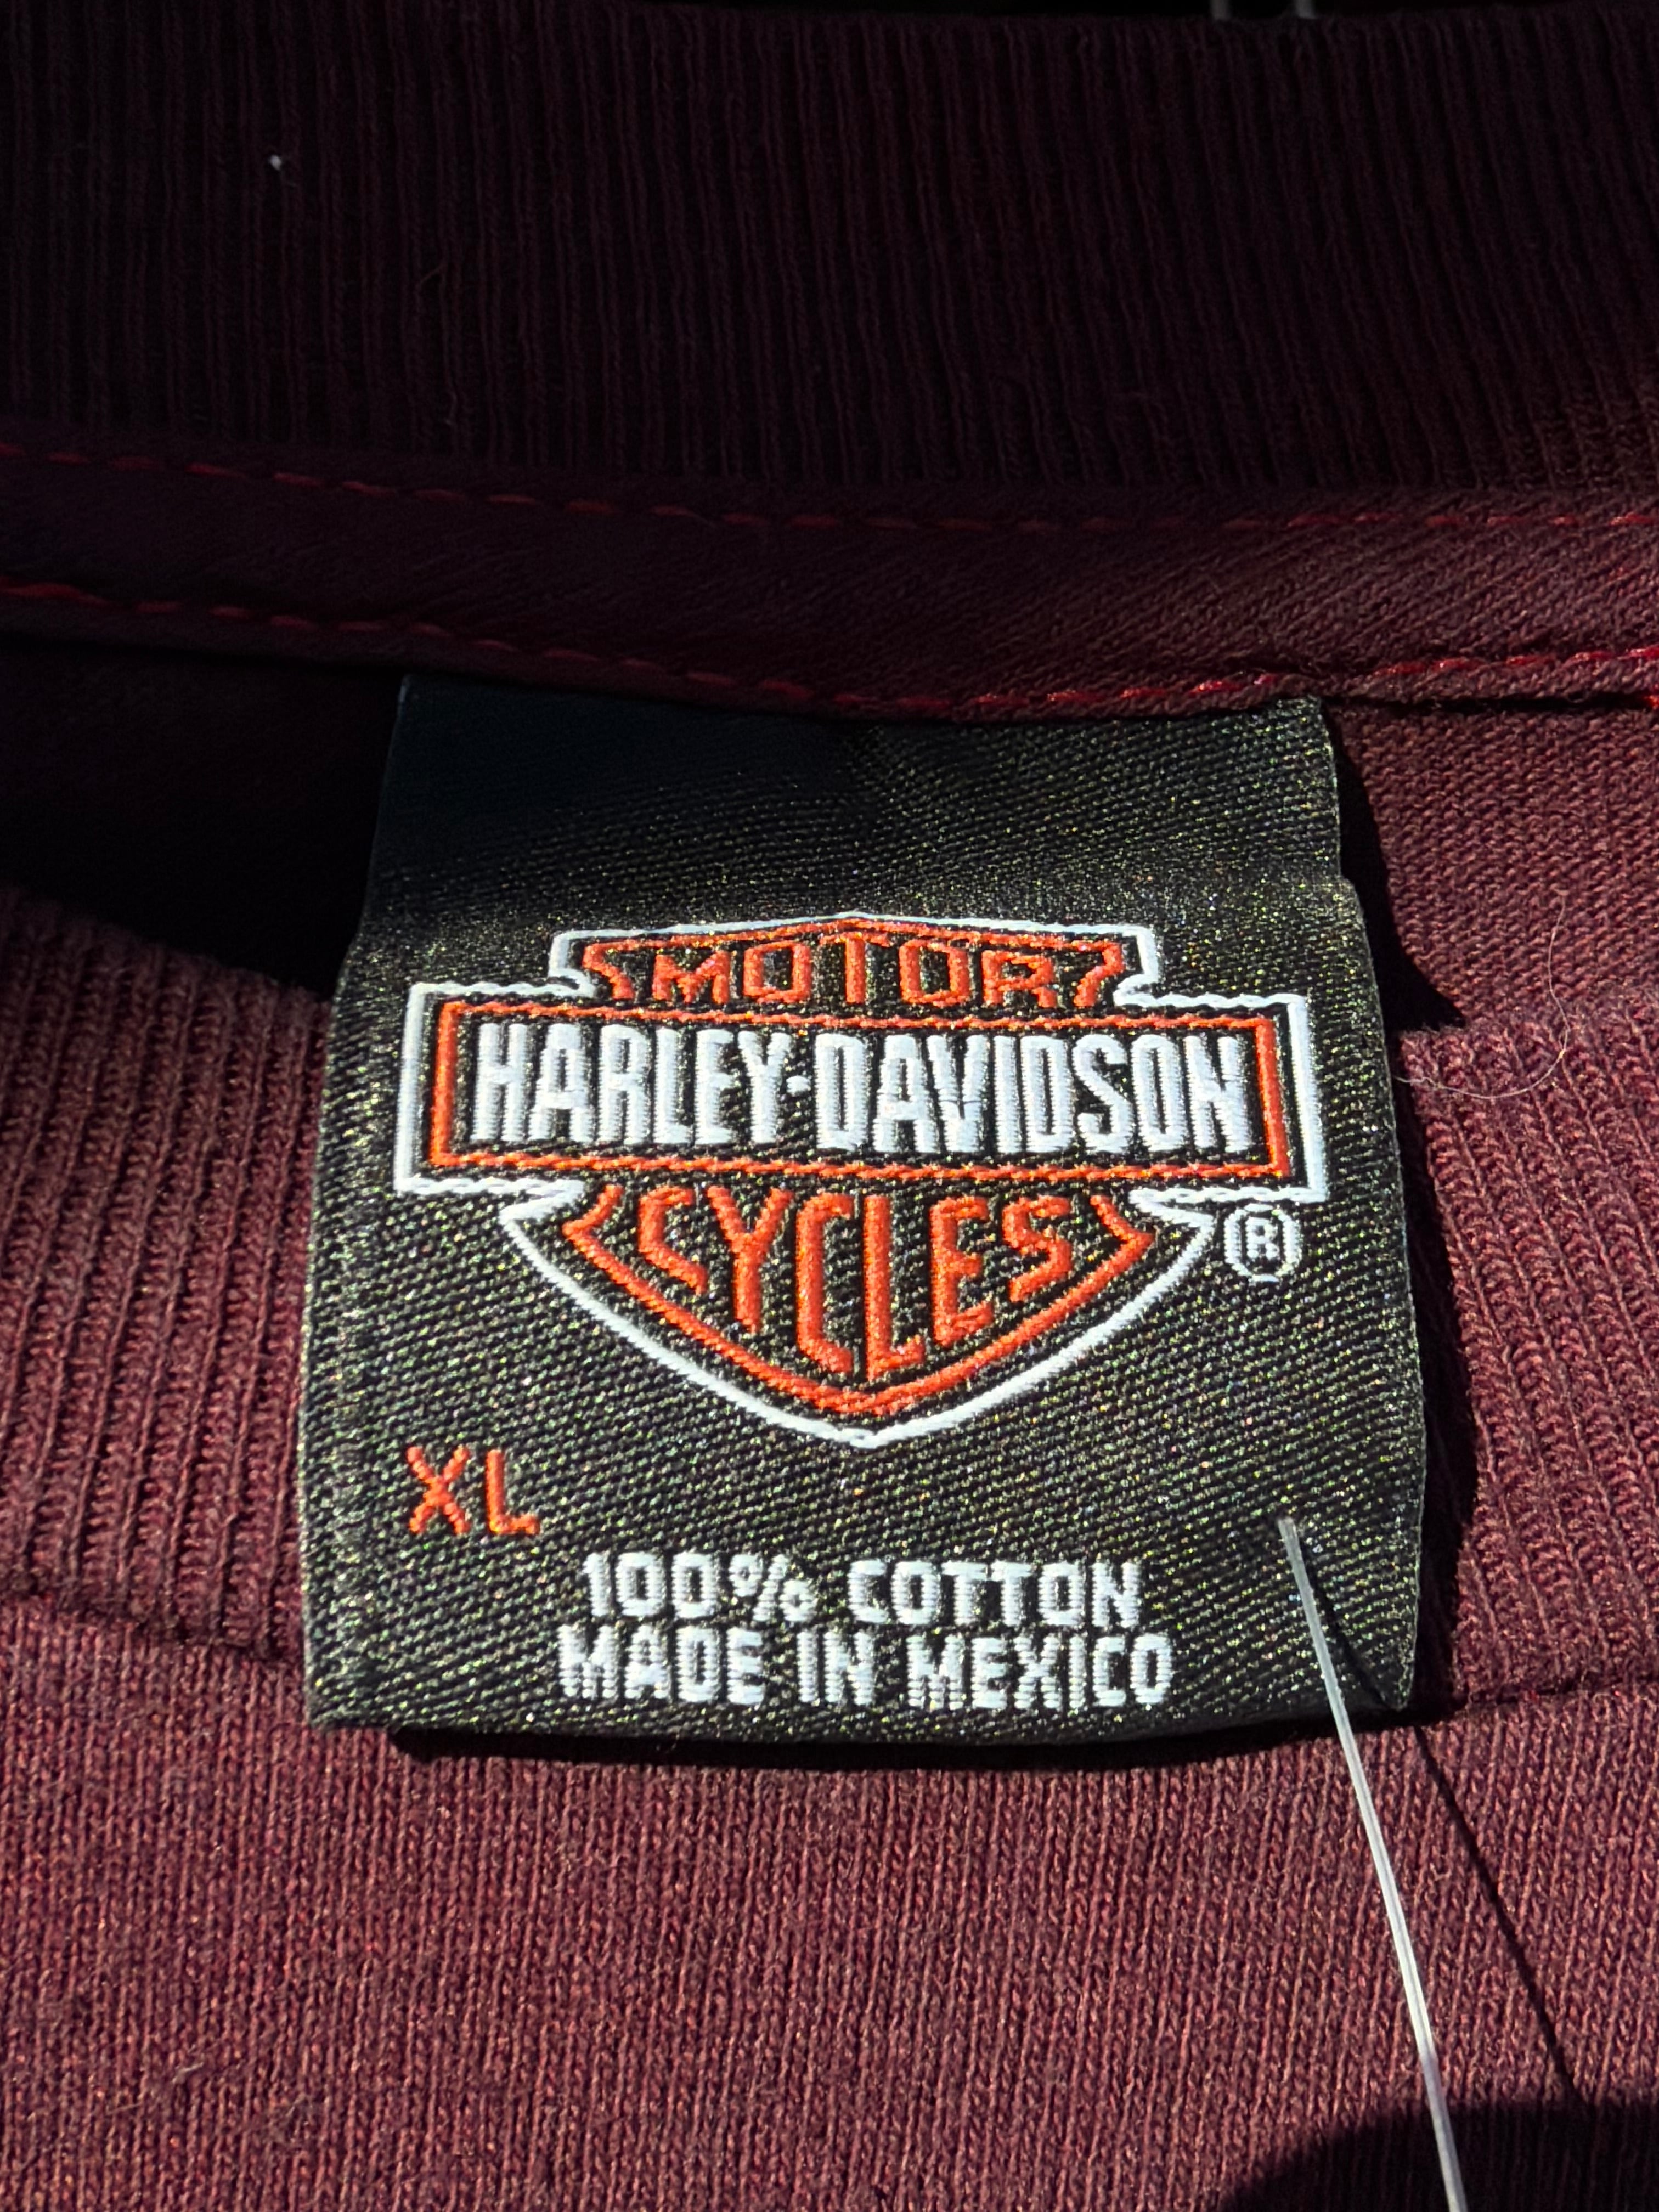 MOTOR
HARLEY-DAVIDSON
CYCLES
®
XL
100% COTTON
MADE IN MEXICO